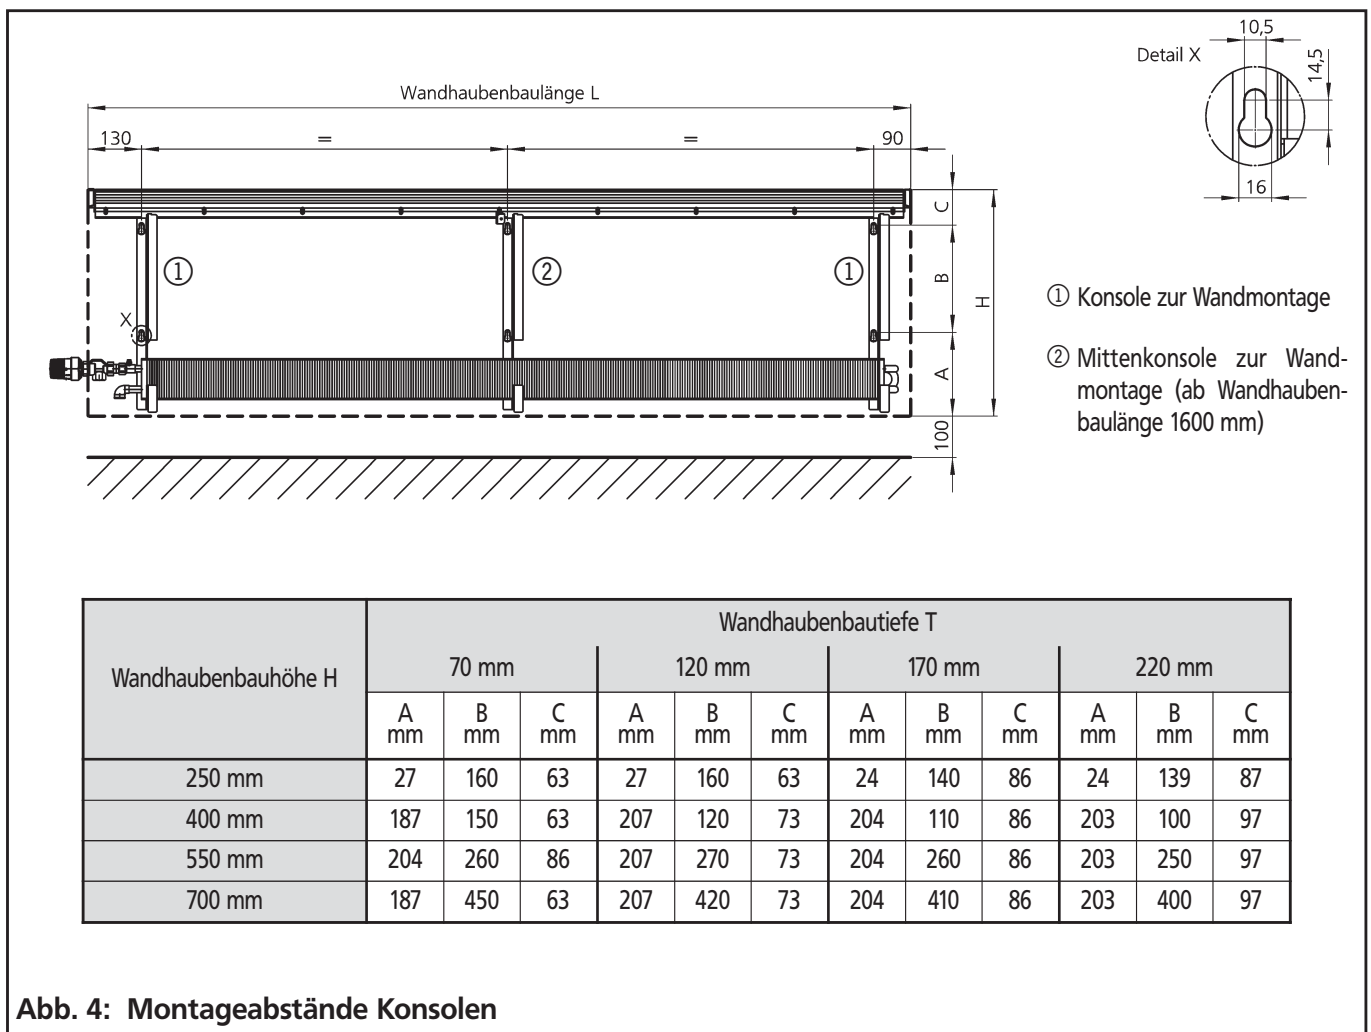 10,5
Detail X
14,5
16
Wandhaubenbaulänge L
130 = = 90
C
① ② ① B
H
X
A
100
① Konsole zur Wandmontage
② Mittenkonsole zur Wand-
montage (ab Wandhauben-
baulänge 1600 mm)
Wandhaubenbauhöhe H
Wandhaubenbautiefe T
70 mm 120 mm 170 mm 220 mm
A B C A B C A B C A B C
mm mm mm mm mm mm mm mm mm mm mm mm
250 mm 27 160 63 27 160 63 24 140 86 24 139 87
400 mm 187 150 63 207 120 73 204 110 86 203 100 97
550 mm 204 260 86 207 270 73 204 260 86 203 250 97
700 mm 187 450 63 207 420 73 204 410 86 203 400 97
Abb. 4: Montageabstände Konsolen